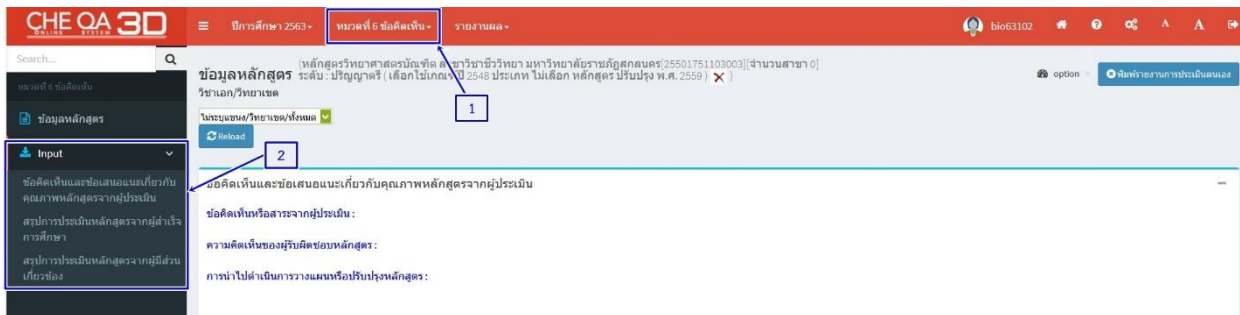 CHE QA 3D
ONLINE SYSTEM
ปีการศึกษา 2563
หมวดที่ 6 ข้อคิดเห็น
รายงานผล
bio63102
A
A
Search...
หมวดที่ 6 ข้อคิดเห็น
ข้อมูลหลักสูตร
Input
ข้อคิดเห็นและข้อเสนอแนะเกี่ยวกับ
คุณภาพหลักสูตรจากผู้ประเมิน
สรุปการประเมินหลักสูตรจากผู้สำเร็จ
การศึกษา
สรุปการประเมินหลักสูตรจากผู้มีส่วน
เกี่ยวข้อง
1
2
ข้อมูลหลักสูตร
[หลักสูตรวิทยาศาสตรบัณฑิต สาขาวิชาชีววิทยา มหาวิทยาลัยราชภัฏสกลนคร[25501751103003][จำนวนสาขา 0]
ระดับ : ปริญญาตรี ( เลือกใช้เกณฑ์ปี 2548 ประเภท ไม่เลือก หลักสูตร ปรับปรุง พ.ศ. 2559 )
)
option
พิมพ์รายงานการประเมินตนเอง
วิชาเอก/วิทยาเขต
ไม่ระบุแขนง/วิทยาเขต/ทั้งหมด
Reload
ข้อคิดเห็นและข้อเสนอแนะเกี่ยวกับคุณภาพหลักสูตรจากผู้ประเมิน
ข้อคิดเห็นหรือสาระจากผู้ประเมิน :
ความคิดเห็นของผู้รับผิดชอบหลักสูตร :
การนำไปดำเนินการวางแผนหรือปรับปรุงหลักสูตร :